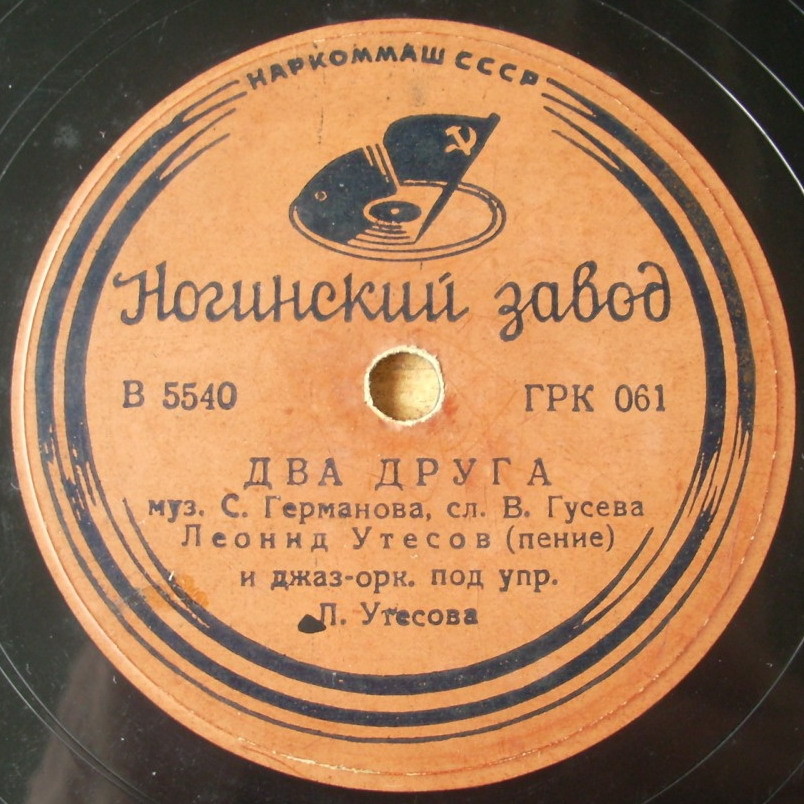 НАРКОММАШ СССР
Ногинский завод
В 5540 ГРК 061
ДВА ДРУГА
муз. С. Германова, сл. В. Гусева
Леонид Утесов (пение)
и джаз-орк. под упр.
Л. Утесова